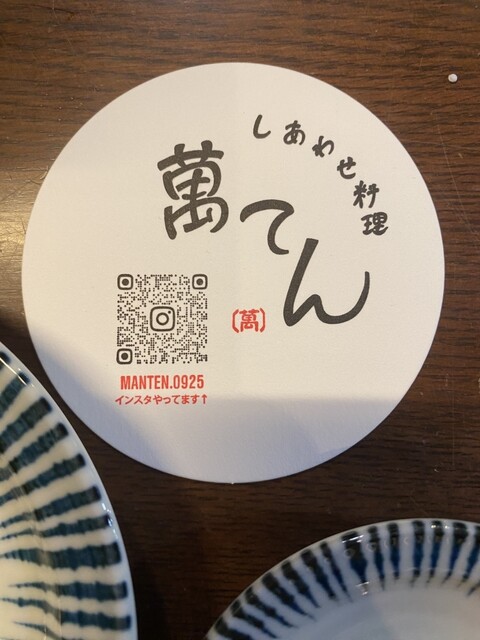 しあわせ料理
萬てん
(萬)
MANTEN.0925
インスタやってます↑